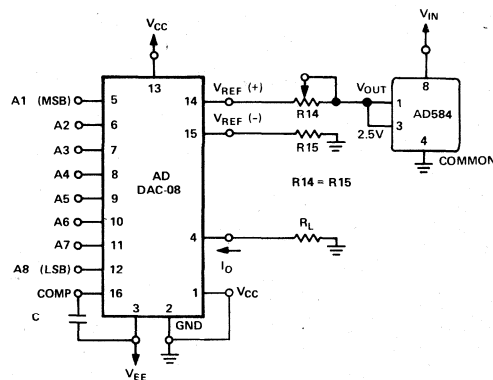 VCC
VIN
13
8
A1 (MSB)
5
14
VREF (+)
R14
VOUT
1
AD584
A2
6
15
VREF (-)
R15
2.5V
3
A3
7
4
COMMON
A4
8
AD
DAC-08
R14 = R15
A5
9
A6
10
A7
11
4
RL
IO
A8 (LSB)
12
COMP
16
1
VCC
C
3
2
GND
VEE